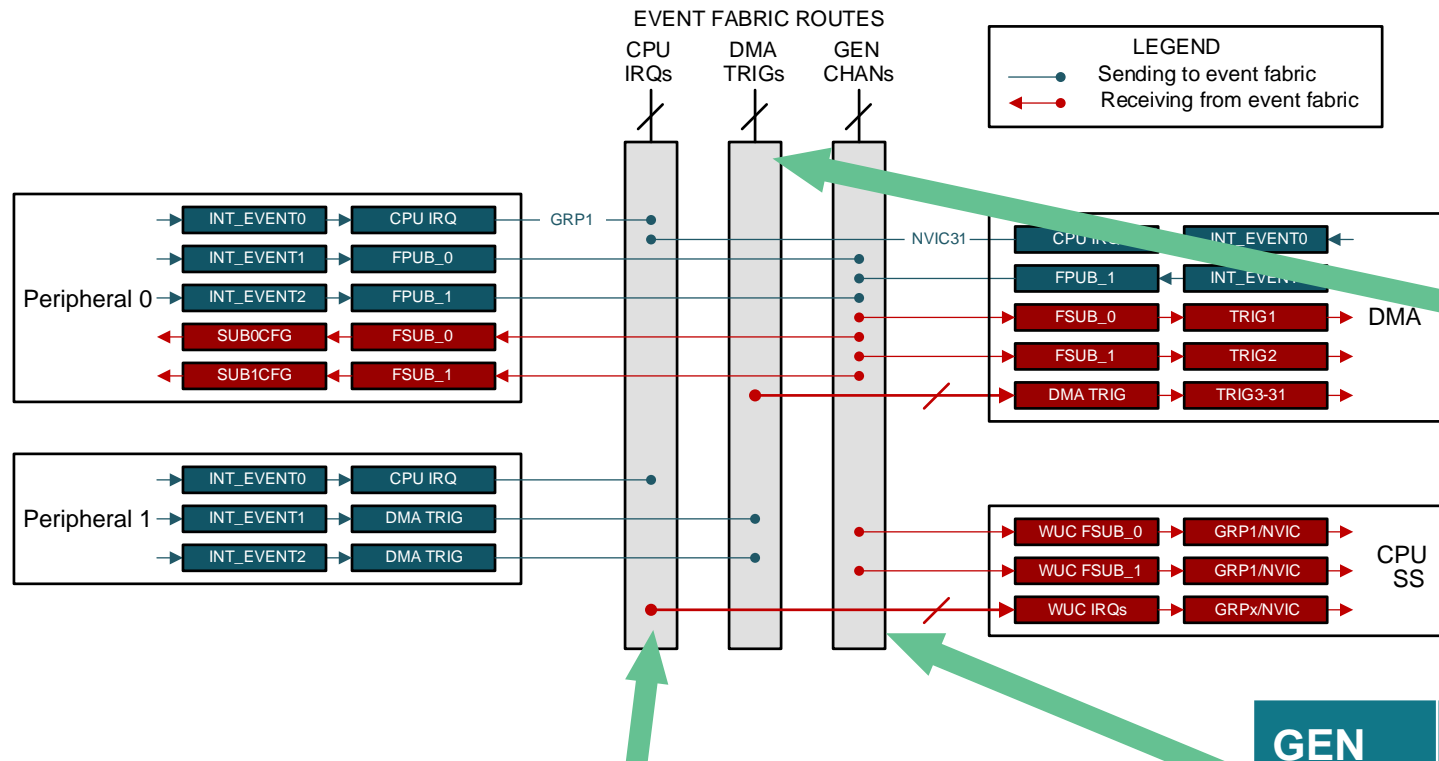 EVENT FABRIC ROUTES
CPU IRQs
DMA TRIGs
GEN CHANs
LEGEND
Sending to event fabric
Receiving from event fabric
Peripheral 0
INT_EVENT0 CPU IRQ GRP1
INT_EVENT1 FPUB_0
INT_EVENT2 FPUB_1
SUB0CFG FSUB_0
SUB1CFG FSUB_1
NVIC31 CPU INT_EVENT0
FPUB_1
FSUB_0 TRIG1
FSUB_1 TRIG2
DMA TRIG TRIG3-31
DMA
Peripheral 1
INT_EVENT0 CPU IRQ
INT_EVENT1 DMA TRIG
INT_EVENT2 DMA TRIG
WUC FSUB_0 GRP1/NVIC
WUC FSUB_1 GRP1/NVIC
WUC IRQs GRPx/NVIC
CPU
SS
GEN